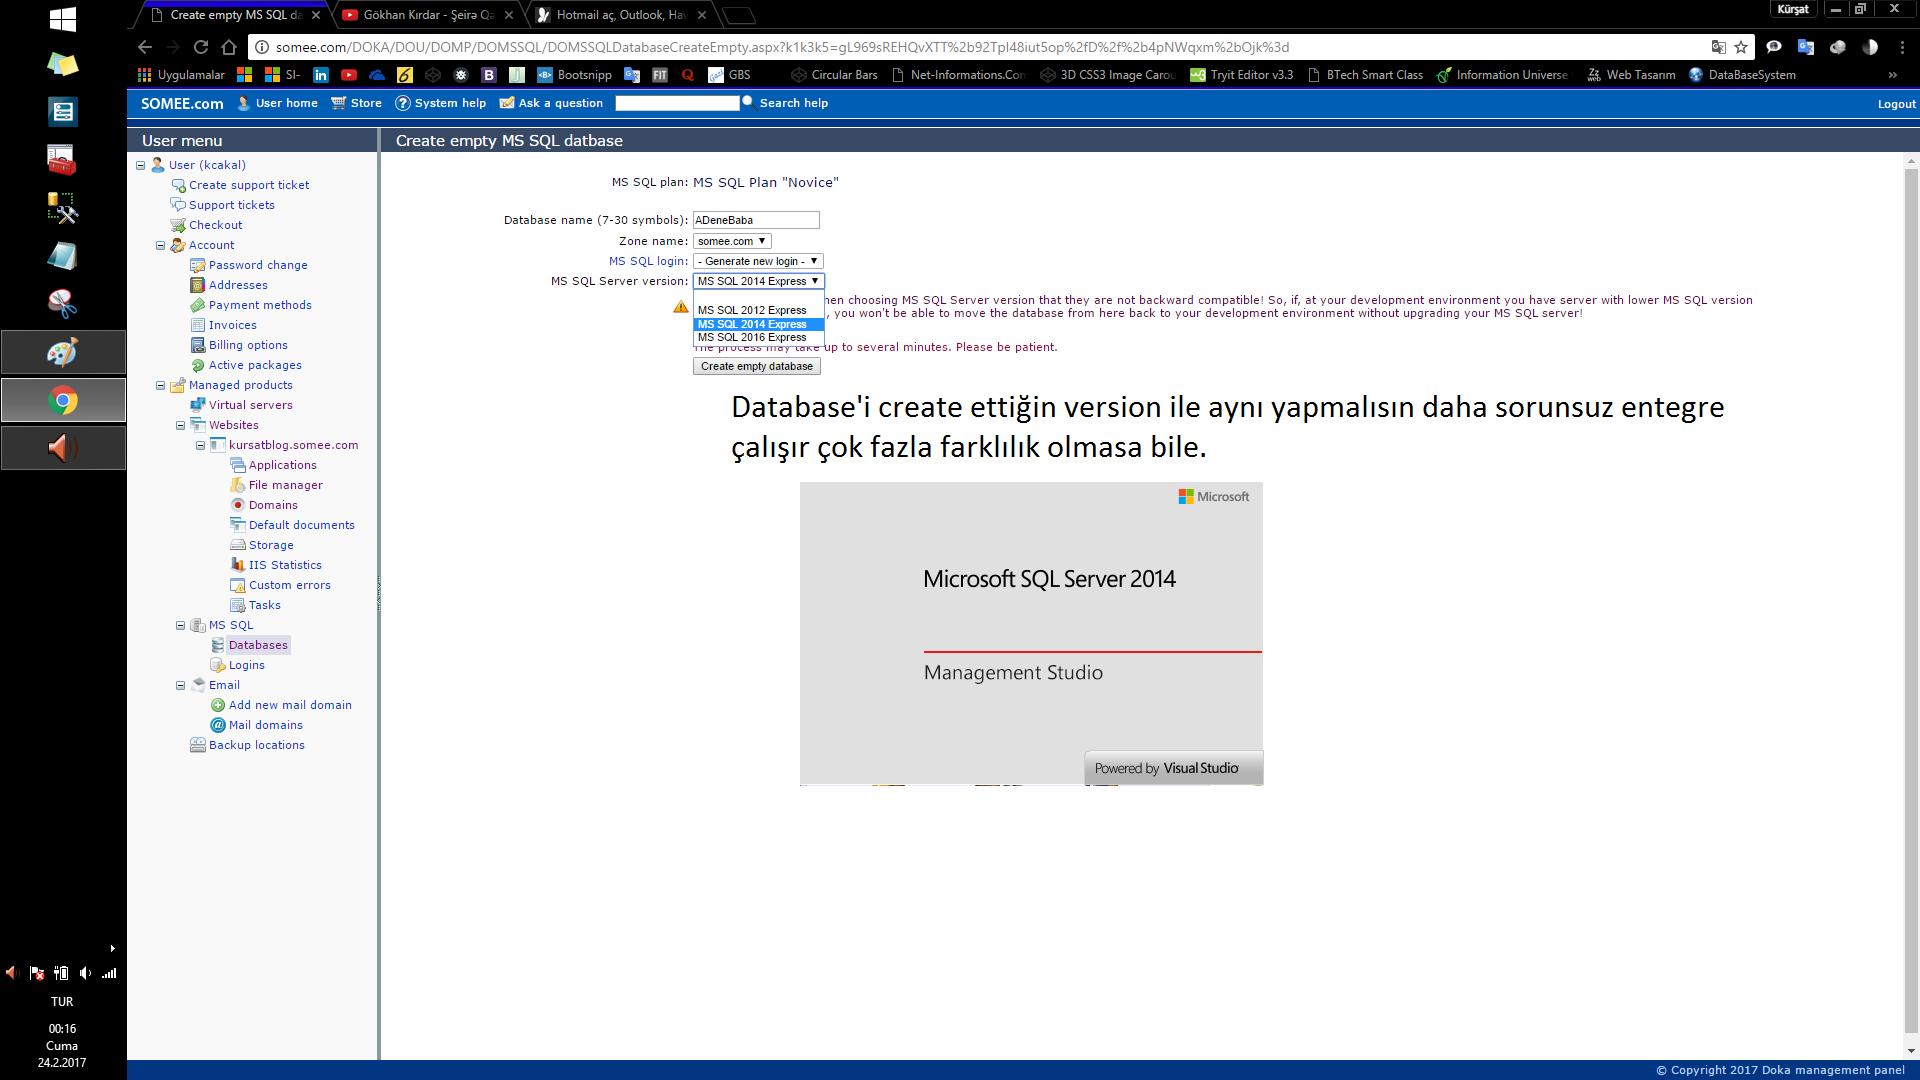 Create empty MS SQL da
Gökhan Kırdar - Şeirə Qa
Hotmail aç, Outlook, Hav
Kürşat
somee.com/DOKA/DOU/DOMP/DOMSSQL/DOMSSQLDatabaseCreateEmpty.aspx?k1k3k5=gL969sREHQvXTT%2b92Tpl48iut5op%2fD%2f%2b4pNWqxm%2bOjk%3d
Uygulamalar
SI-
Bootsnipp
FIT
GBS
Circular Bars
Net-Informations.Com
3D CSS3 Image Carou
Tryit Editor v3.3
BTech Smart Class
Information Universe
Web Tasarım
DataBaseSystem
»
SOMEE.com
User home
Store
System help
Ask a question
Search help
Logout
User menu
User (kcakal)
Create support ticket
Support tickets
Checkout
Account
Password change
Addresses
Payment methods
Invoices
Billing options
Active packages
Managed products
Virtual servers
Websites
kursatblog.somee.com
Applications
File manager
Domains
Default documents
Storage
IIS Statistics
Custom errors
Tasks
MS SQL
Databases
Logins
Email
Add new mail domain
Mail domains
Backup locations
Create empty MS SQL datbase
MS SQL plan: MS SQL Plan "Novice"
Database name (7-30 symbols): ADeneBaba
Zone name: somee.com
MS SQL login: - Generate new login -
MS SQL Server version: MS SQL 2014 Express
MS SQL 2012 Express
MS SQL 2014 Express
MS SQL 2016 Express
hen choosing MS SQL Server version that they are not backward compatible! So, if, at your development environment you have server with lower MS SQL version
, you won't be able to move the database from here back to your development environment without upgrading your MS SQL server!
The process may take up to several minutes. Please be patient.
Create empty database
Database'i create ettiğin version ile aynı yapmalısın daha sorunsuz entegre
çalışır çok fazla farklılık olmasa bile.
Microsoft
Microsoft SQL Server 2014
Management Studio
Powered by Visual Studio
TUR
00:16
Cuma
24.2.2017
© Copyright 2017 Doka management panel